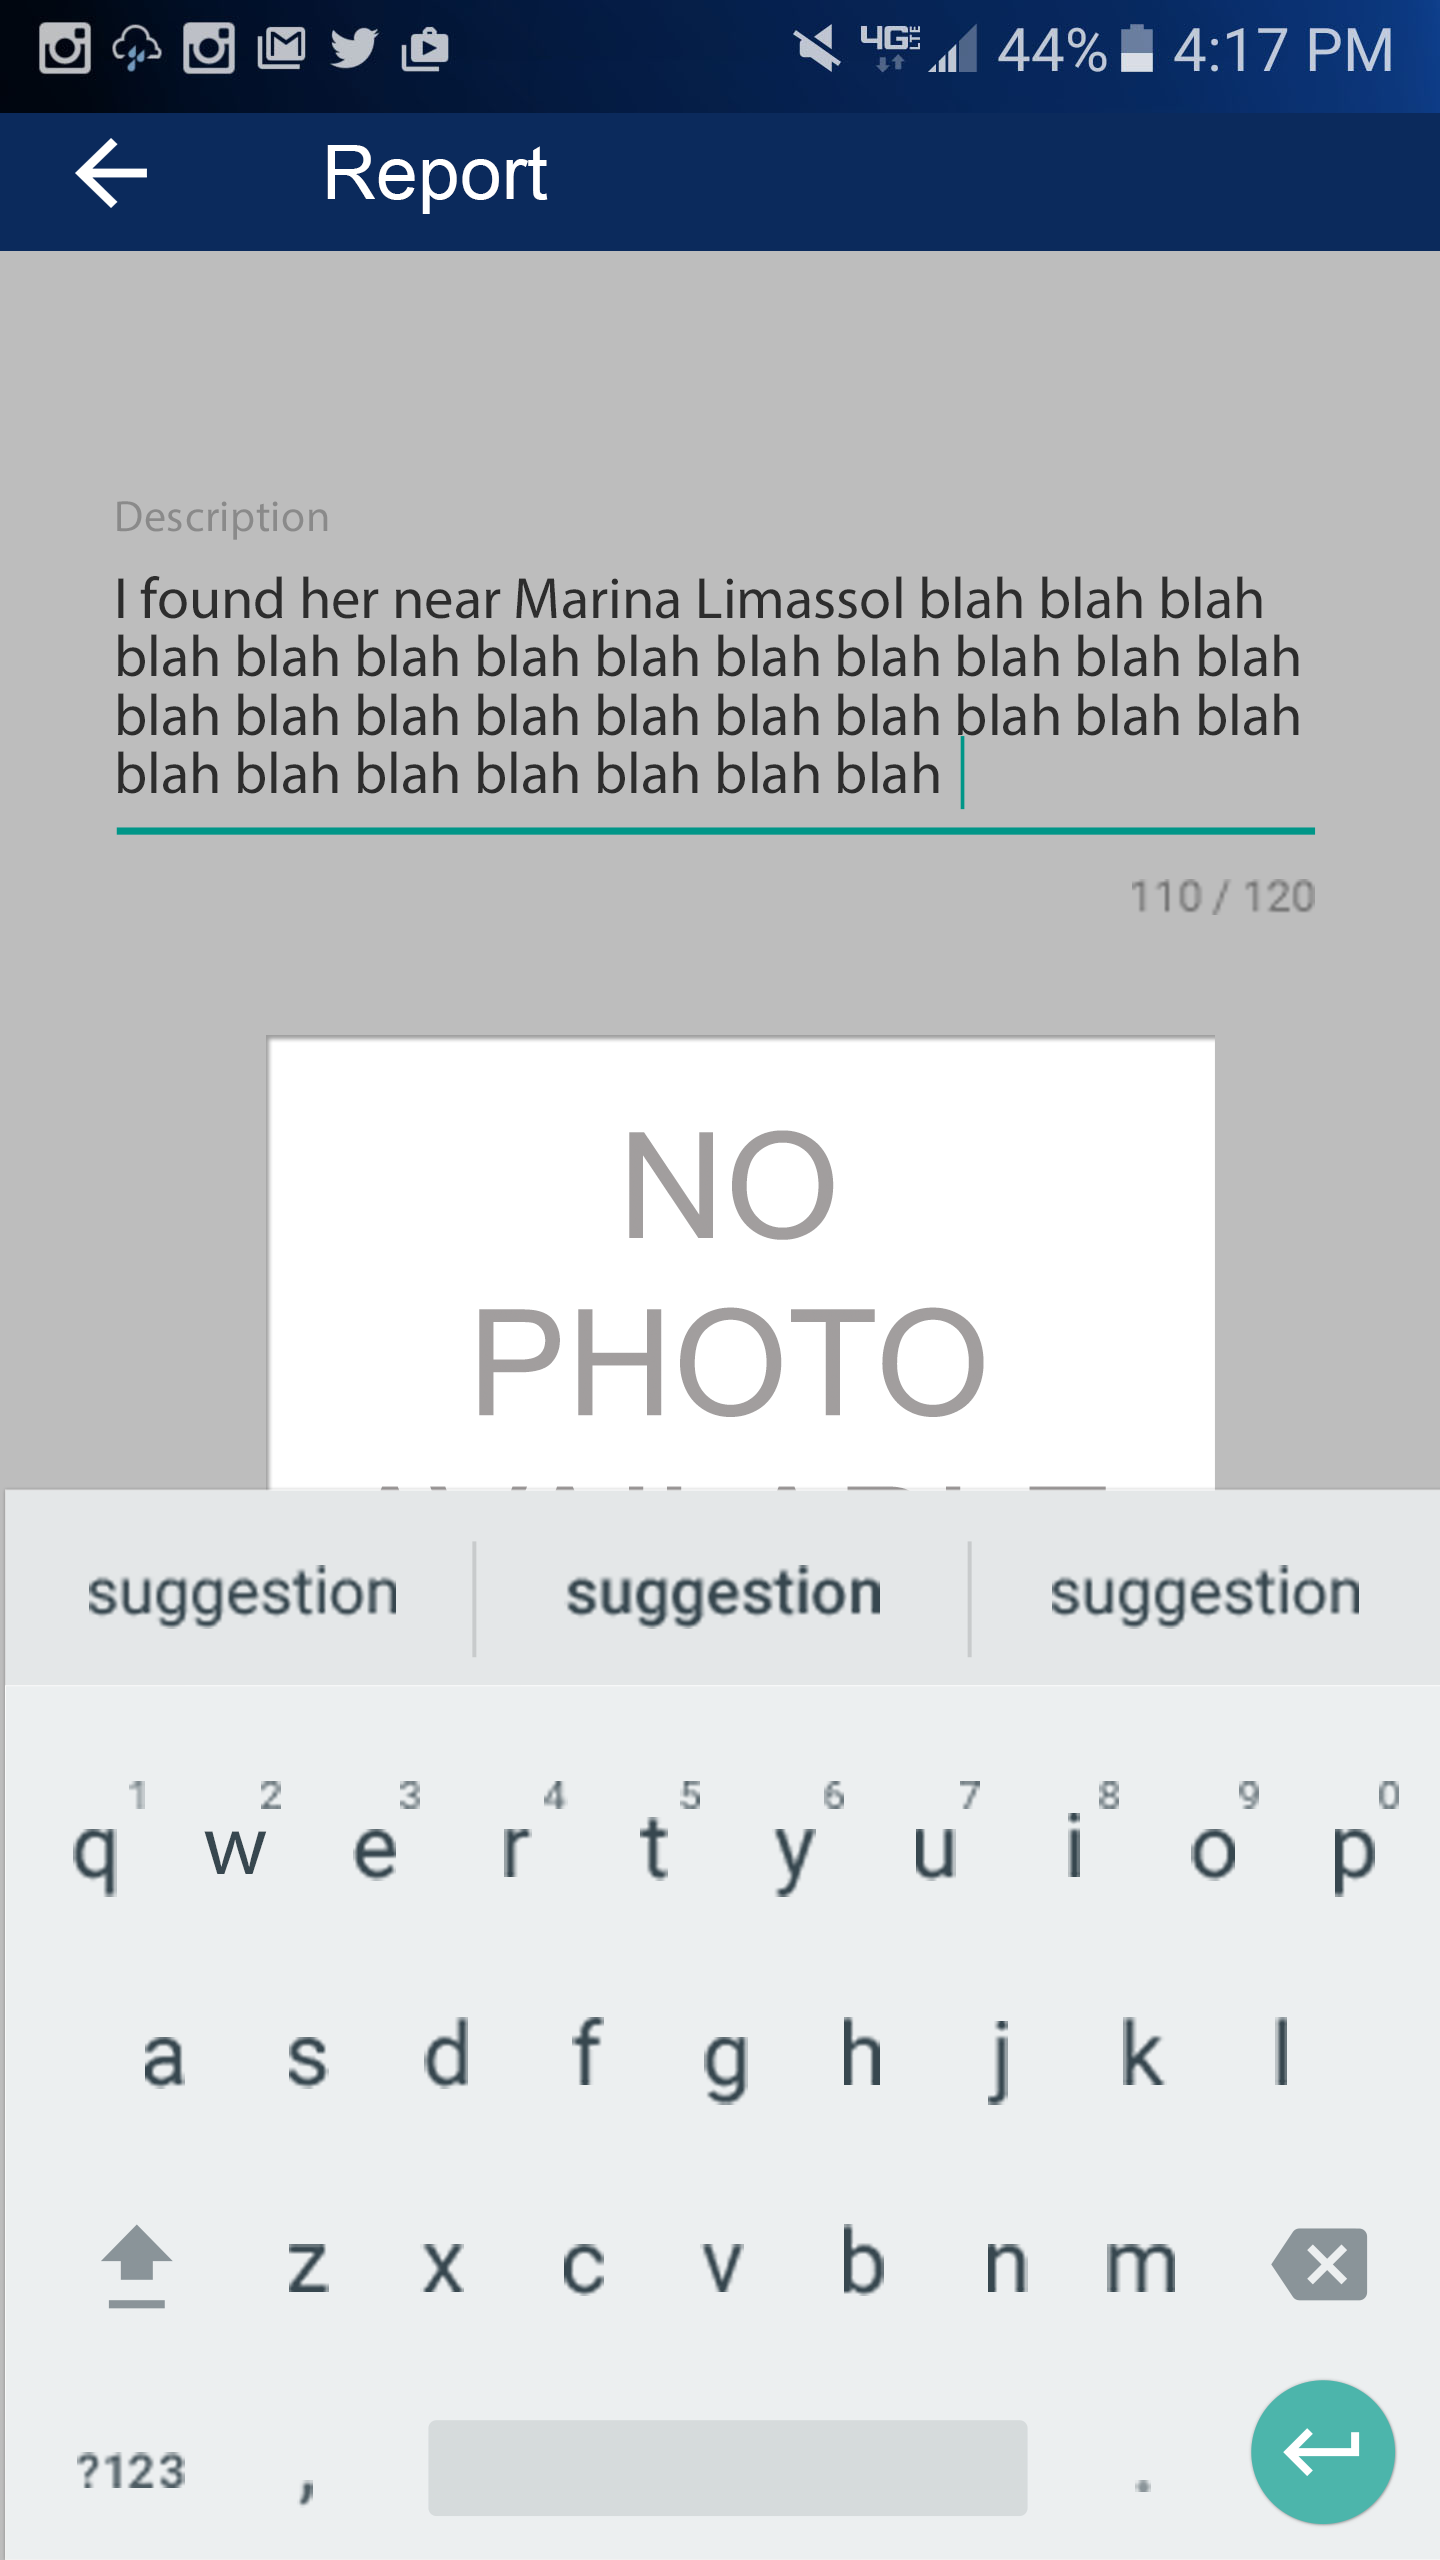 4G LTE 44% 4:17 PM
Report
Description
I found her near Marina Limassol blah blah blah
blah blah blah blah blah blah blah blah blah blah
blah blah blah blah blah blah blah blah blah blah
blah blah blah blah blah blah blah
110 / 120
NO
PHOTO
suggestion suggestion suggestion
1 2 3 4 5 6 7 8 9 0
q w e r t y u i o p
a s d f g h j k l
z x c v b n m
?123 , .